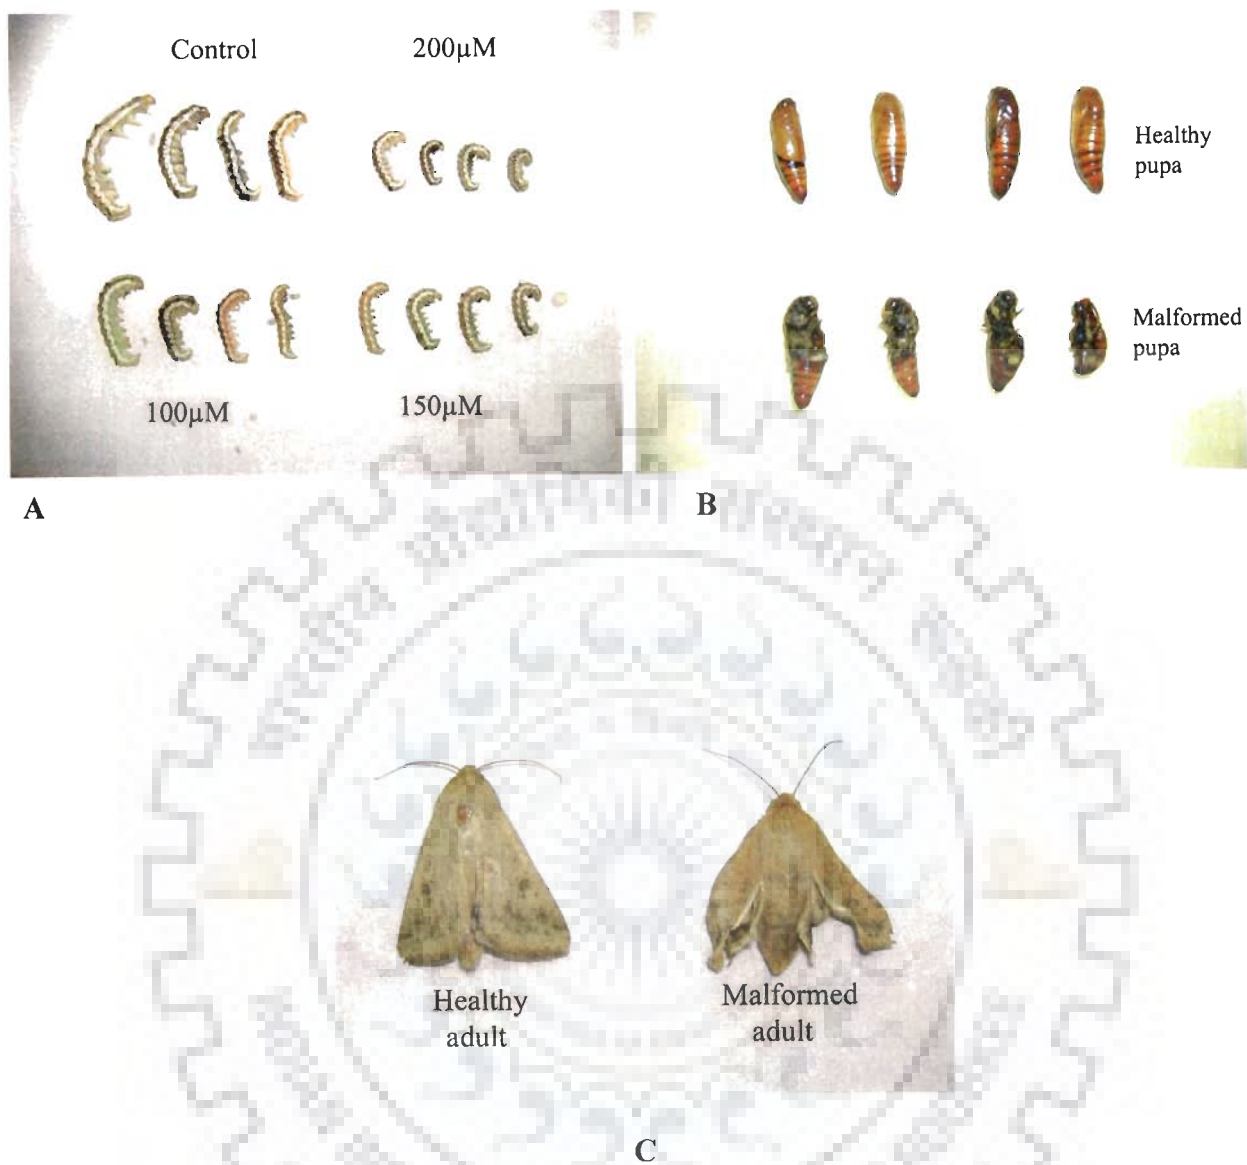 Control
200µM
100µM
150µM
A
Healthy
pupa
Malformed
pupa
B
Healthy
adult
Malformed
adult
C